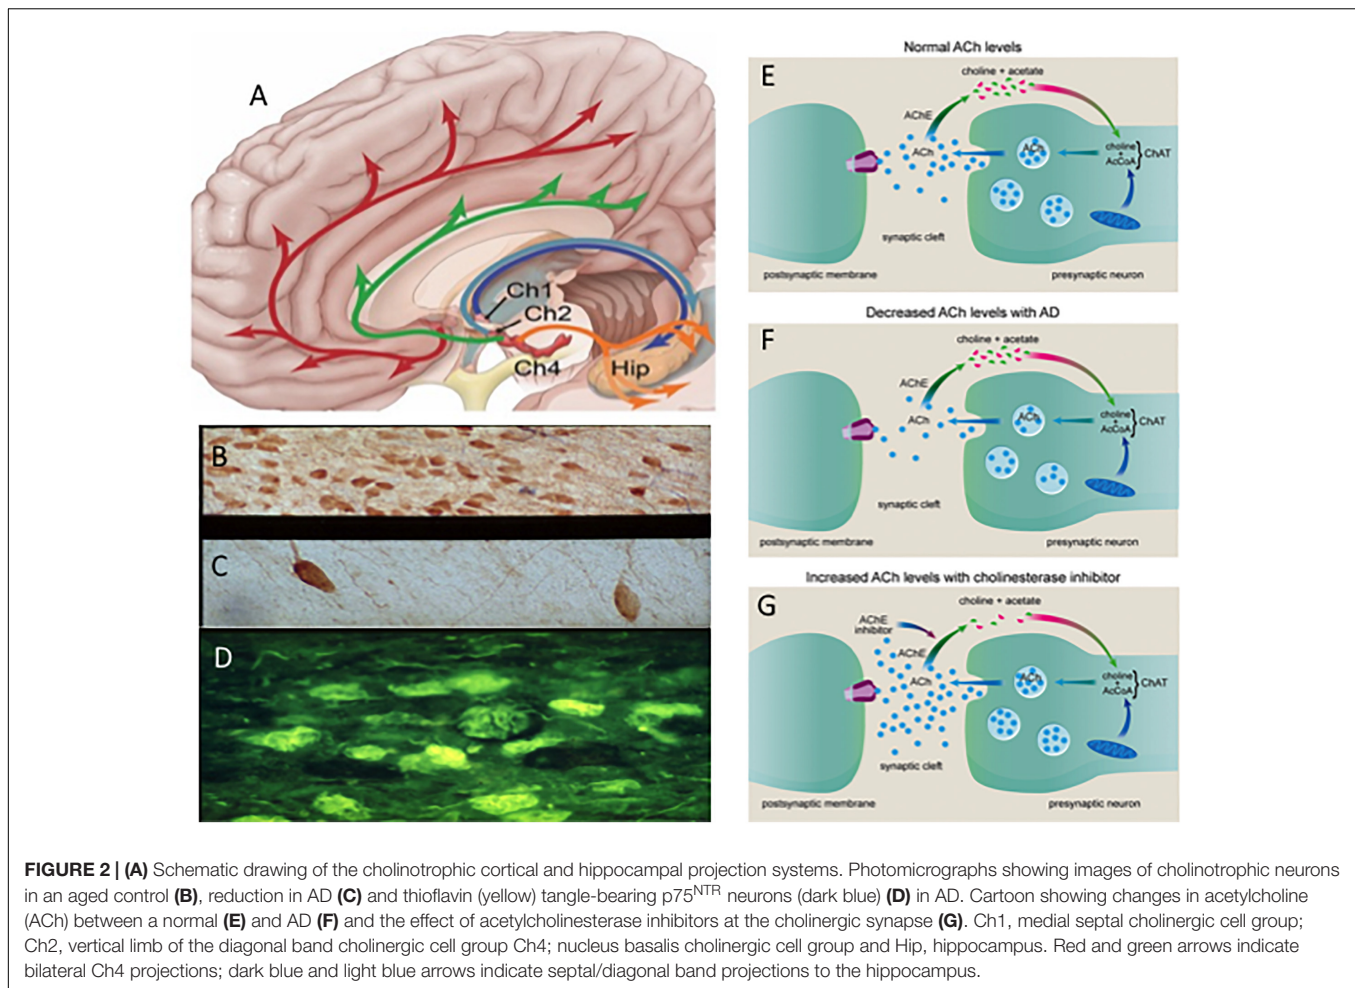 A
Ch1
Ch2
Ch4
Hip
B
C
D
Normal ACh levels
E
choline + acetate
AChE
ACh
ACh
choline
+
AcCoA
ChAT
synaptic cleft
postsynaptic membrane
presynaptic neuron
Decreased ACh levels with AD
F
choline + acetate
AChE
ACh
ACh
choline
+
AcCoA
ChAT
synaptic cleft
postsynaptic membrane
presynaptic neuron
Increased ACh levels with cholinesterase inhibitor
G
choline + acetate
AChE
inhibitor
AChE
ACh
ACh
choline
+
AcCoA
ChAT
synaptic cleft
postsynaptic membrane
presynaptic neuron
FIGURE 2 | (A) Schematic drawing of the cholinotrophic cortical and hippocampal projection systems. Photomicrographs showing images of cholinotrophic neurons
in an aged control (B), reduction in AD (C) and thioflavin (yellow) tangle-bearing p75NTR neurons (dark blue) (D) in AD. Cartoon showing changes in acetylcholine
(ACh) between a normal (E) and AD (F) and the effect of acetylcholinesterase inhibitors at the cholinergic synapse (G). Ch1, medial septal cholinergic cell group;
Ch2, vertical limb of the diagonal band cholinergic cell group Ch4; nucleus basalis cholinergic cell group and Hip, hippocampus. Red and green arrows indicate
bilateral Ch4 projections; dark blue and light blue arrows indicate septal/diagonal band projections to the hippocampus.